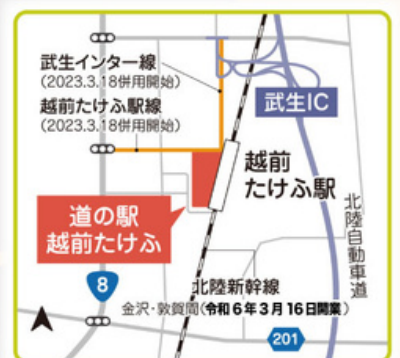 武生インター線
(2023.3.18併用開始)
越前たけふ駅線
(2023.3.18併用開始)
武生IC
越前
たけふ駅
道の駅
越前たけふ
北陸自動車道
8
北陸新幹線
金沢・敦賀間(令和6年3月16日開業)
201